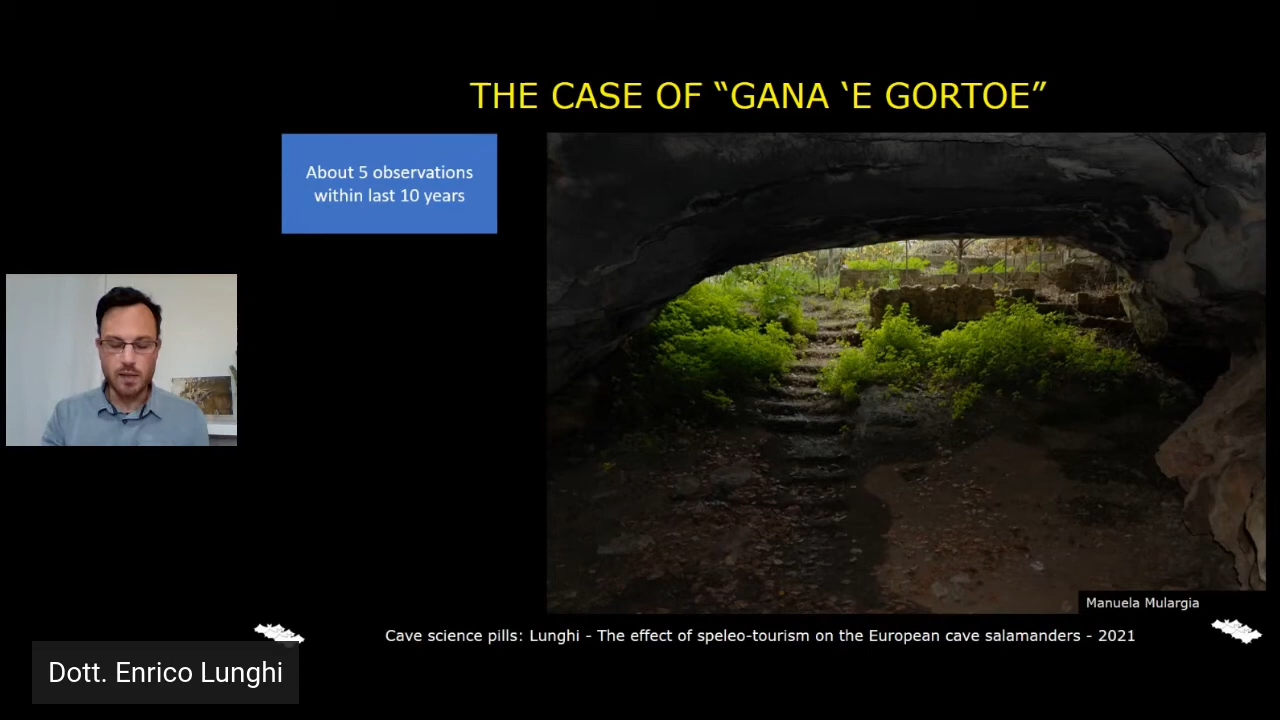 THE CASE OF “GANA ‘E GORTOE”
About 5 observations
within last 10 years
Manuela Mulargia
Cave science pills: Lunghi - The effect of speleo-tourism on the European cave salamanders - 2021
Dott. Enrico Lunghi